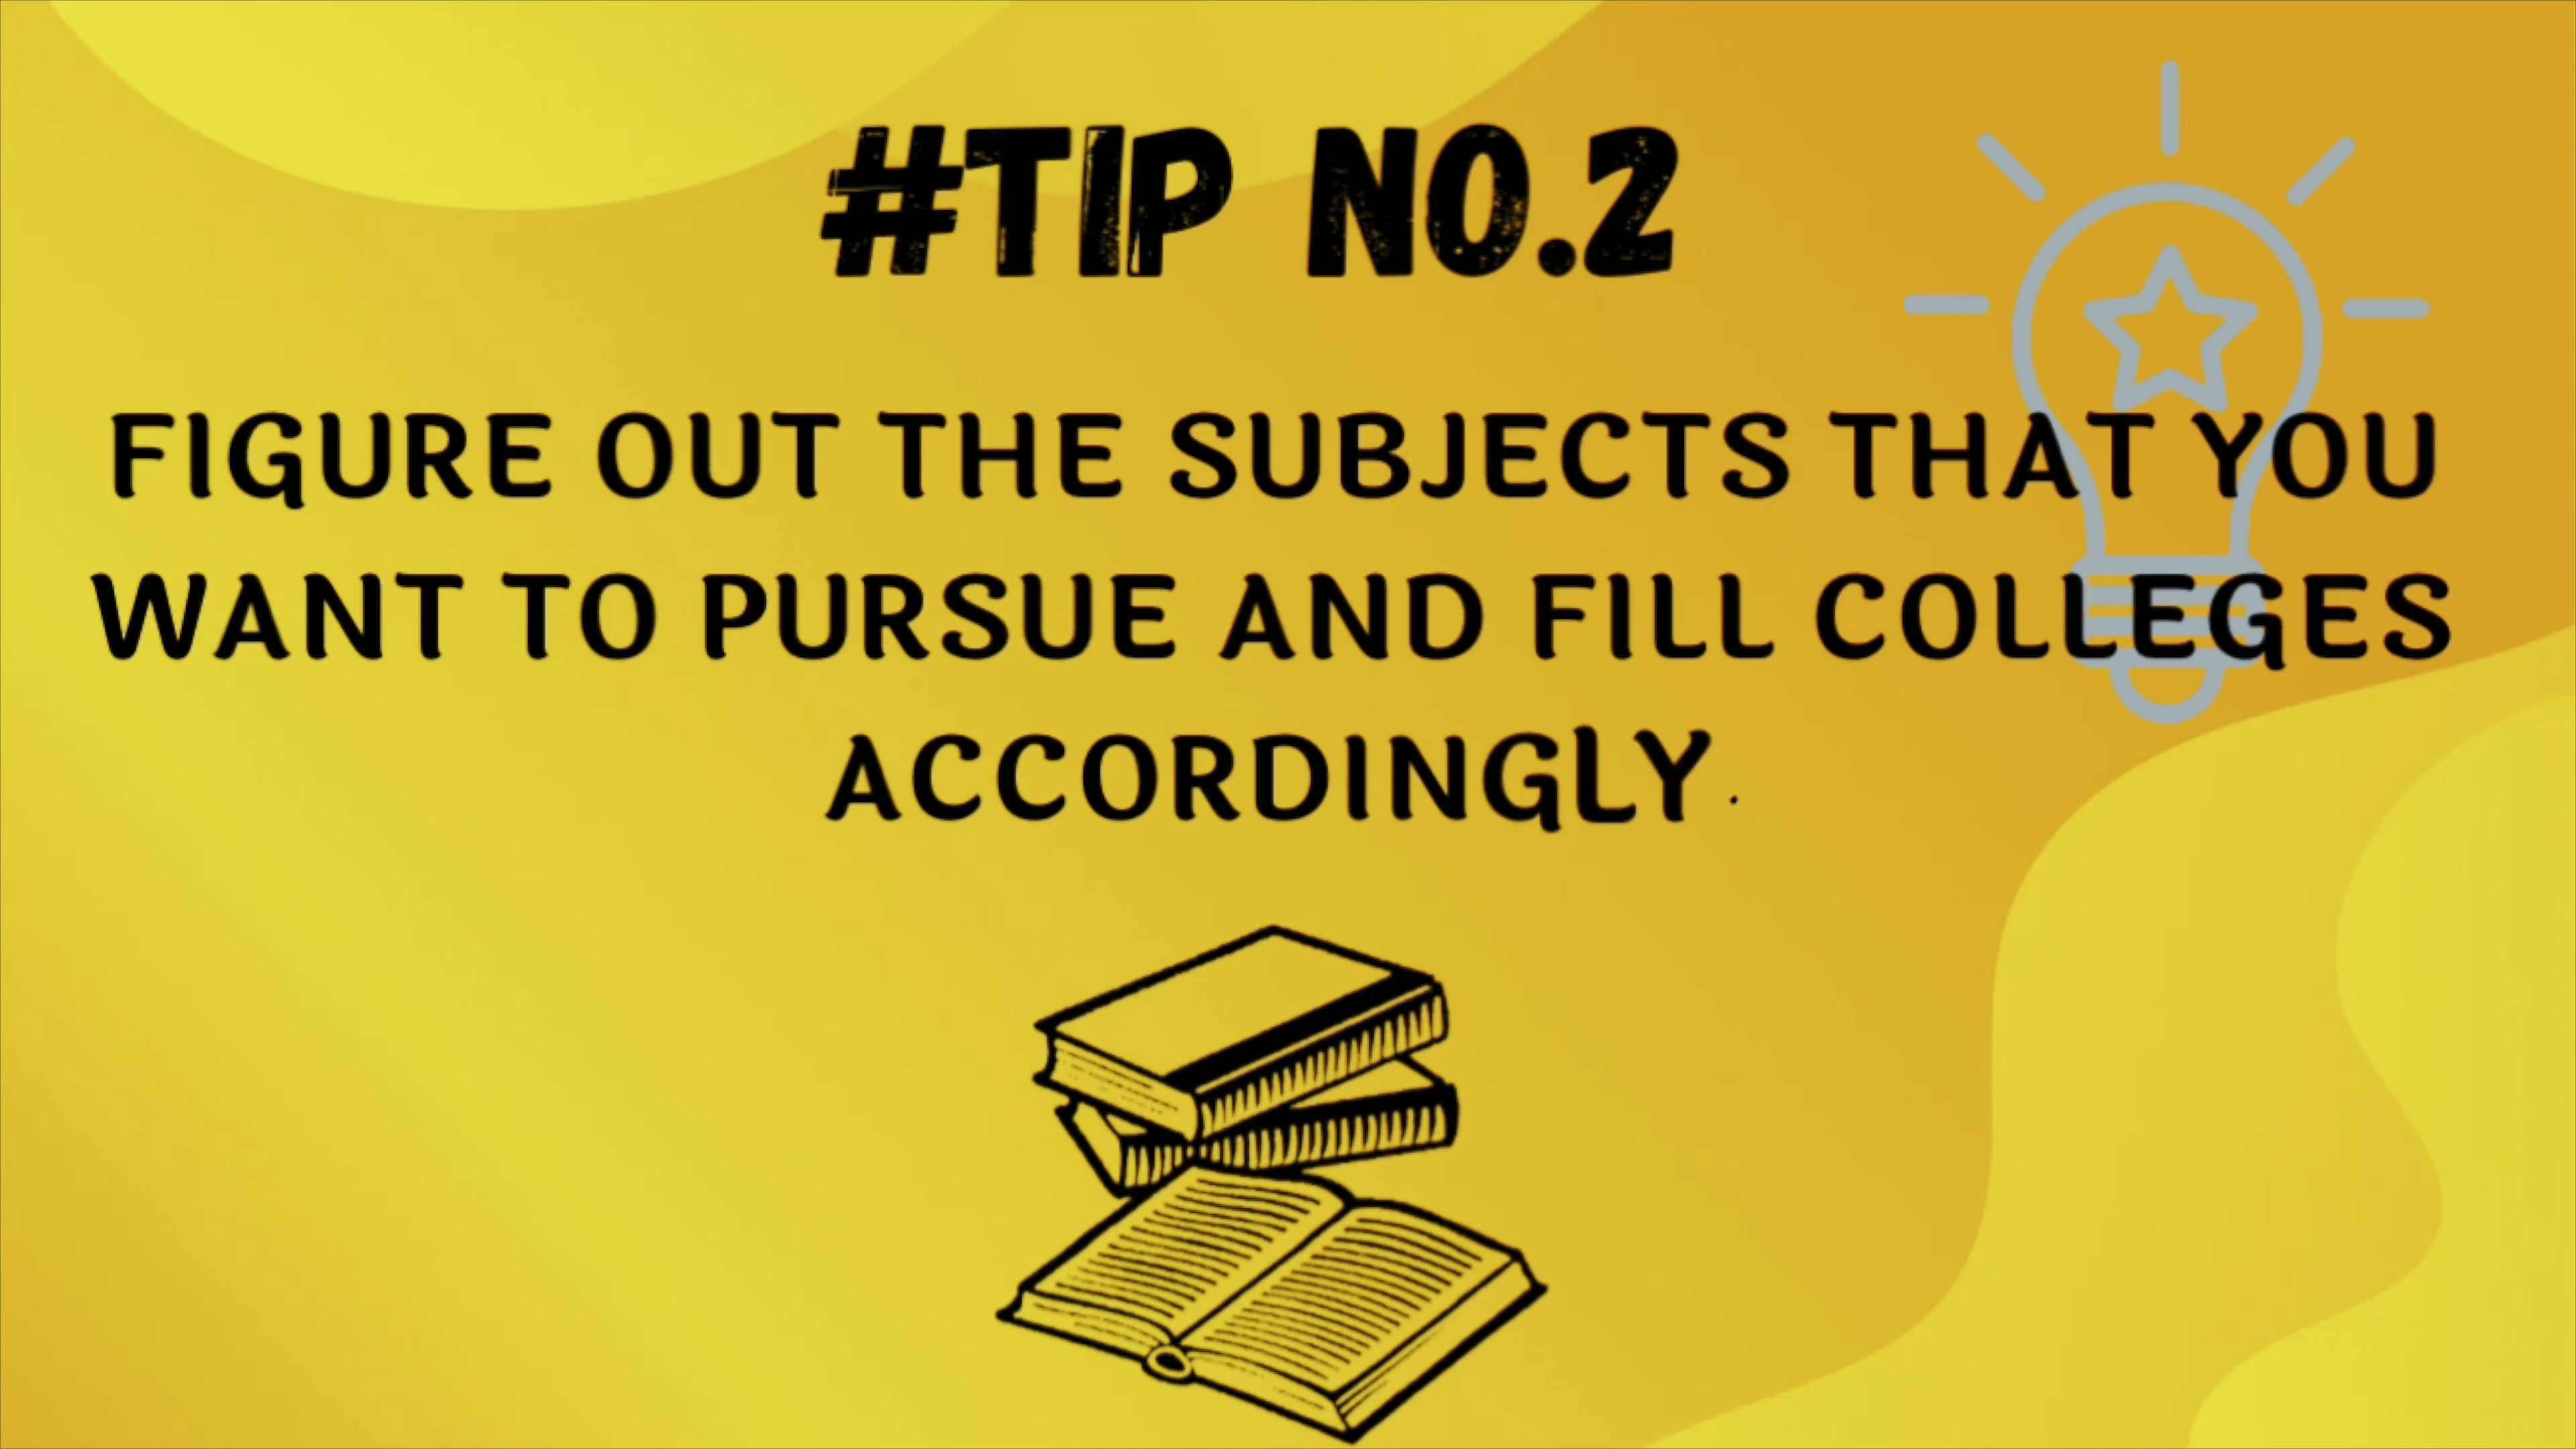 #TIP NO.2
FIGURE OUT THE SUBJECTS THAT YOU
WANT TO PURSUE AND FILL COLLEGES
ACCORDINGLY.